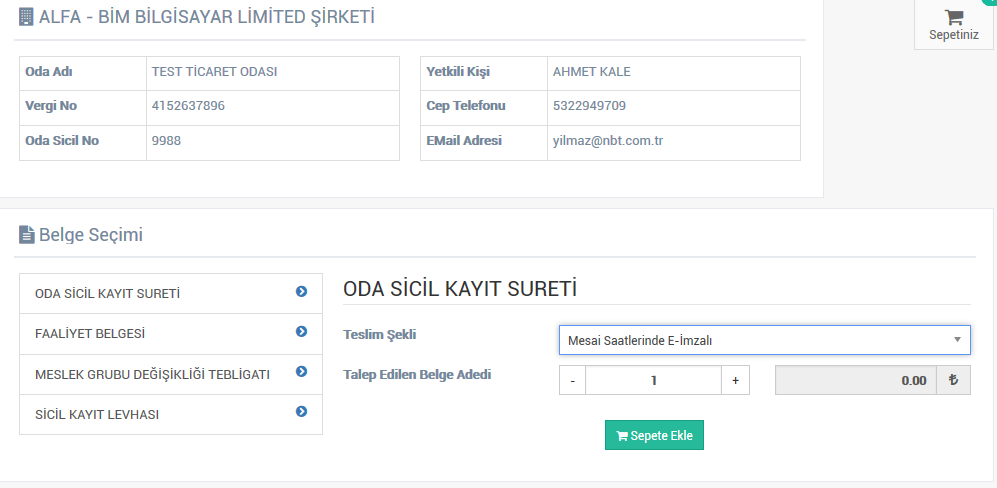 ALFA - BİM BİLGİSAYAR LİMİTED ŞİRKETİ
Sepetiniz
Oda Adı TEST TİCARET ODASI
Vergi No 4152637896
Oda Sicil No 9988
Yetkili Kişi AHMET KALE
Cep Telefonu 5322949709
EMail Adresi yilmaz@nbt.com.tr
Belge Seçimi
ODA SİCİL KAYIT SURETİ
FAALİYET BELGESİ
MESLEK GRUBU DEĞİŞİKLİĞİ TEBLİGATI
SİCİL KAYIT LEVHASI
ODA SİCİL KAYIT SURETİ
Teslim Şekli Mesai Saatlerinde E-İmzalı
Talep Edilen Belge Adedi - 1 + 0.00 ₺
Sepete Ekle